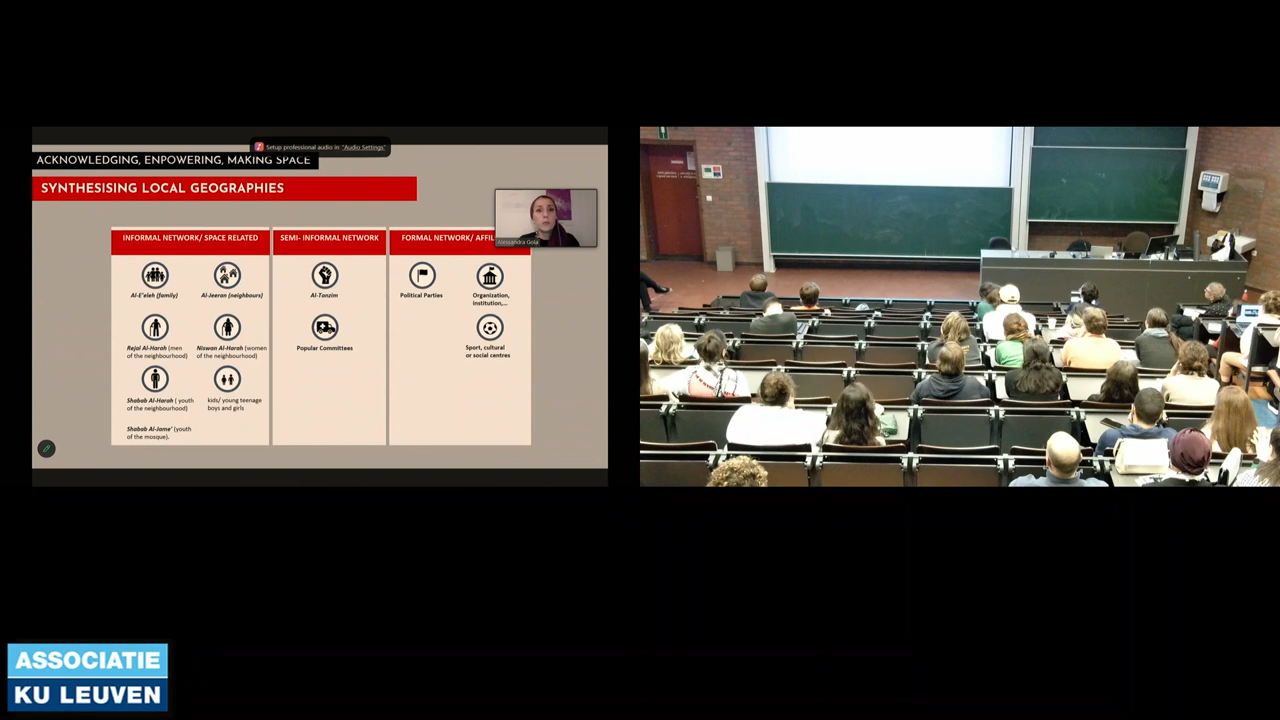 Setup professional audio in "Audio Settings"
ACKNOWLEDGING, ENPOWERING, MAKING SPACE
SYNTHESISING LOCAL GEOGRAPHIES
Alessandra Gola
INFORMAL NETWORK/ SPACE RELATED
Al-E'eleh (family)
Al-Jeeran (neighbours)
Rejal Al-Harah (men
of the neighbourhood)
Niswan Al-Harah (women
of the neighbourhood)
Shabab Al-Harah ( youth
of the neighbourhood)
kids/ young teenage
boys and girls
Shabab Al-Jame' (youth
of the mosque).
SEMI- INFORMAL NETWORK
Al-Tanzim
Popular Committees
FORMAL NETWORK/ AFFIL
Political Parties
Organization,
institution,...
Sport, cultural
or social centres
ASSOCIATIE
KU LEUVEN